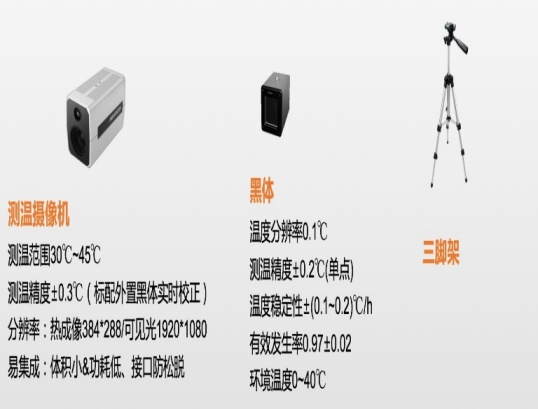 测温摄像机
测温范围30℃~45℃
测温精度±0.3℃（标配外置黑体实时校正）
分辨率：热成像384*288/可见光1920*1080
易集成：体积小&功耗低、接口防松脱
黑体
温度分辨率0.1℃
测温精度±0.2℃(单点)
温度稳定性±(0.1~0.2)℃/h
有效发生率0.97±0.02
环境温度0~40℃
三脚架